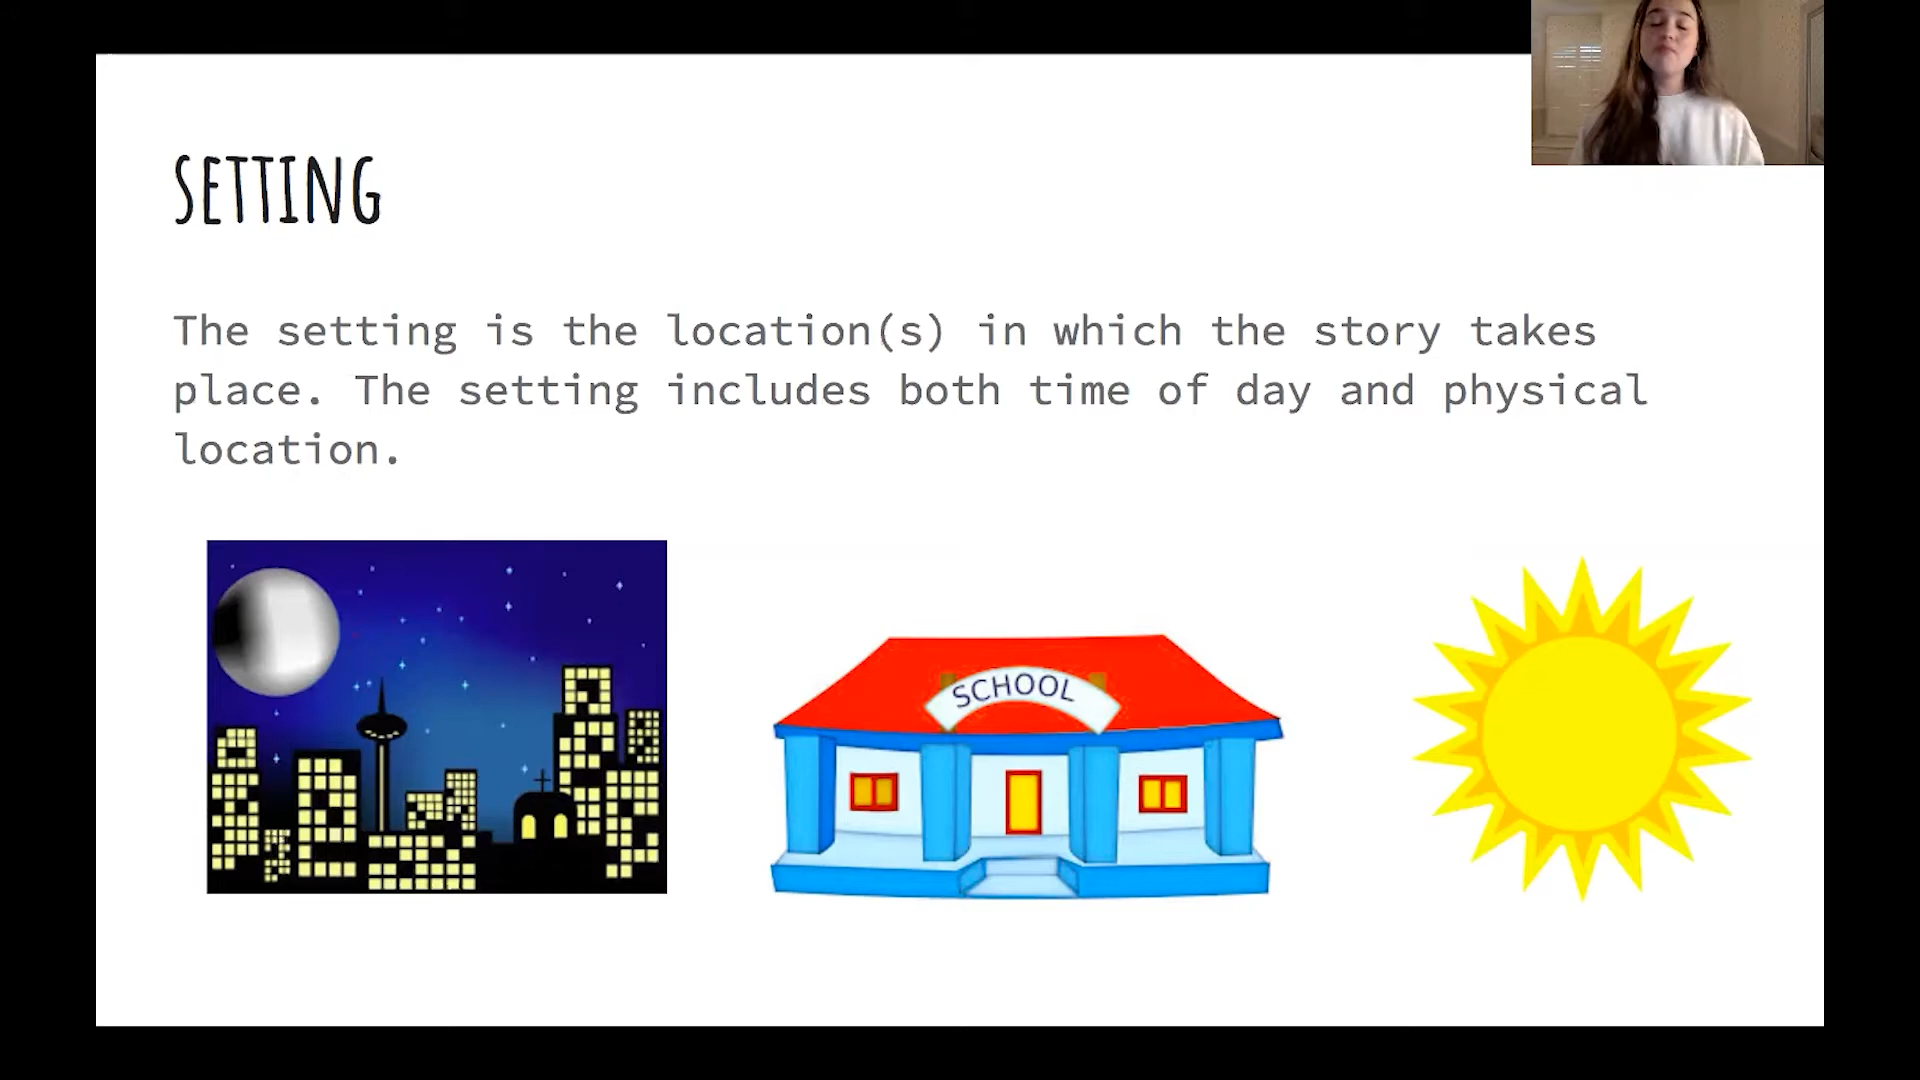 SETTING
The setting is the location(s) in which the story takes
place. The setting includes both time of day and physical
location.
SCHOOL